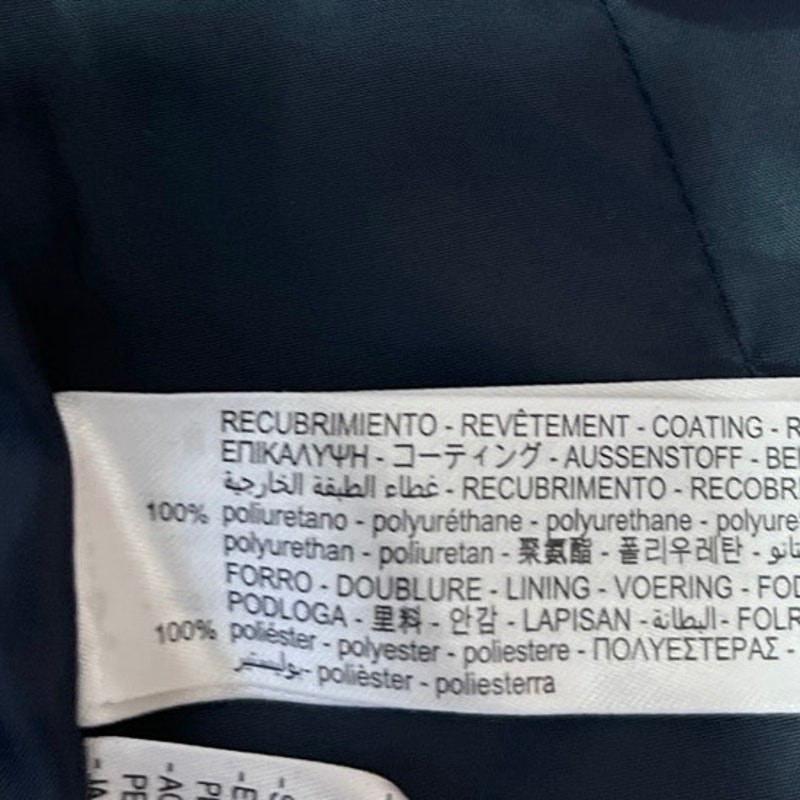 RECUBRIMIENTO - REVÊTEMENT - COATING - R
ΕΠΙΚΑΛΥΨΗ - コーティング - AUSSENSTOFF - BE
غطاء الطبقة الخارجية - RECUBRIMENTO - RECOBRI
100% poliuretano - polyuréthane - polyurethane - polyure
polyurethan - poliuretan - 聚氨酯 - 폴리우레탄 -
FORRO - DOUBLURE - LINING - VOERING - FOD
PODLOGA - 里料 - 안감 - LAPISAN - البطانة - FOLR
100% poliéster - polyester - poliestere - ΠΟΛΥΕΣΤΕΡΑΣ -
بوليستير - polièster - poliesterra